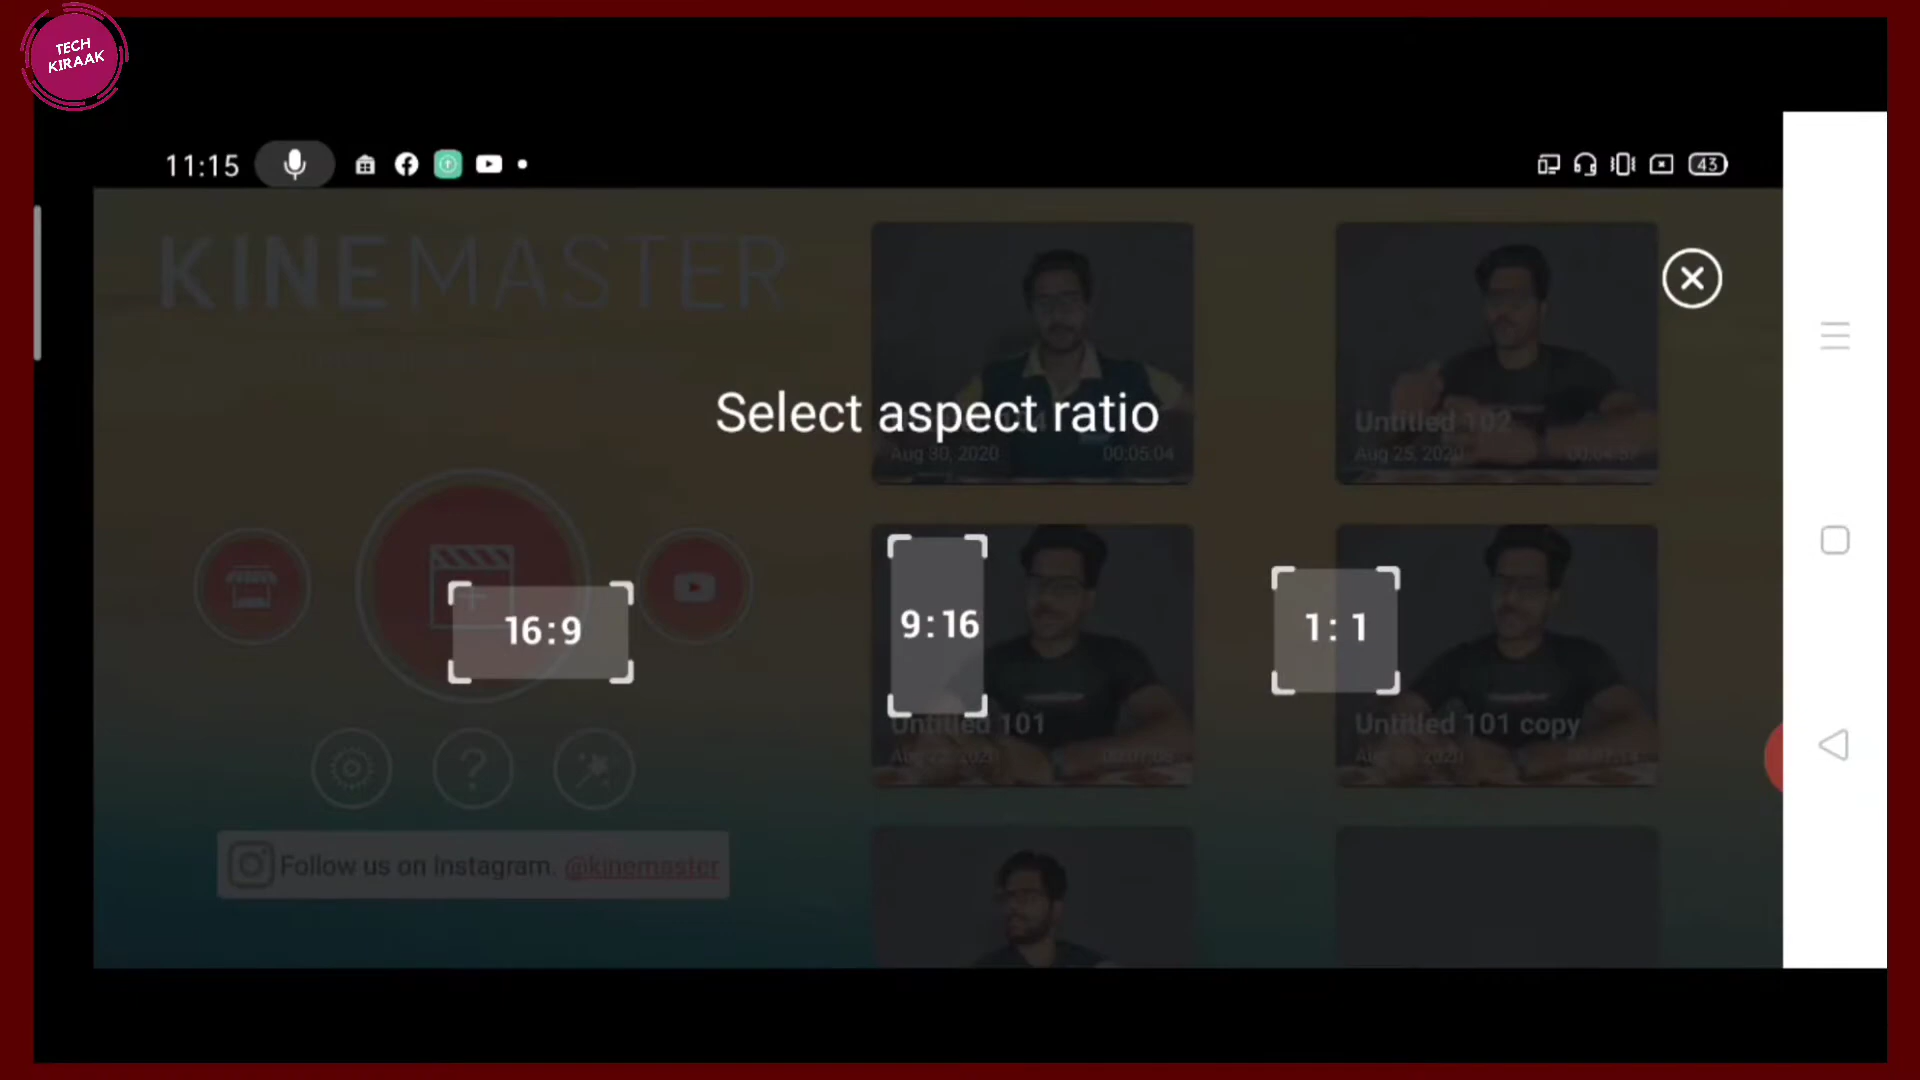 TECH
KIRAAK
11:15
43
KINEMASTER
Select aspect ratio
Aug 30, 2020 00:05:04
Untitled 102
Aug 25, 2020
16:9
9:16
1:1
Untitled 101
Untitled 101 copy
?
Follow us on Instagram. @kinemaster